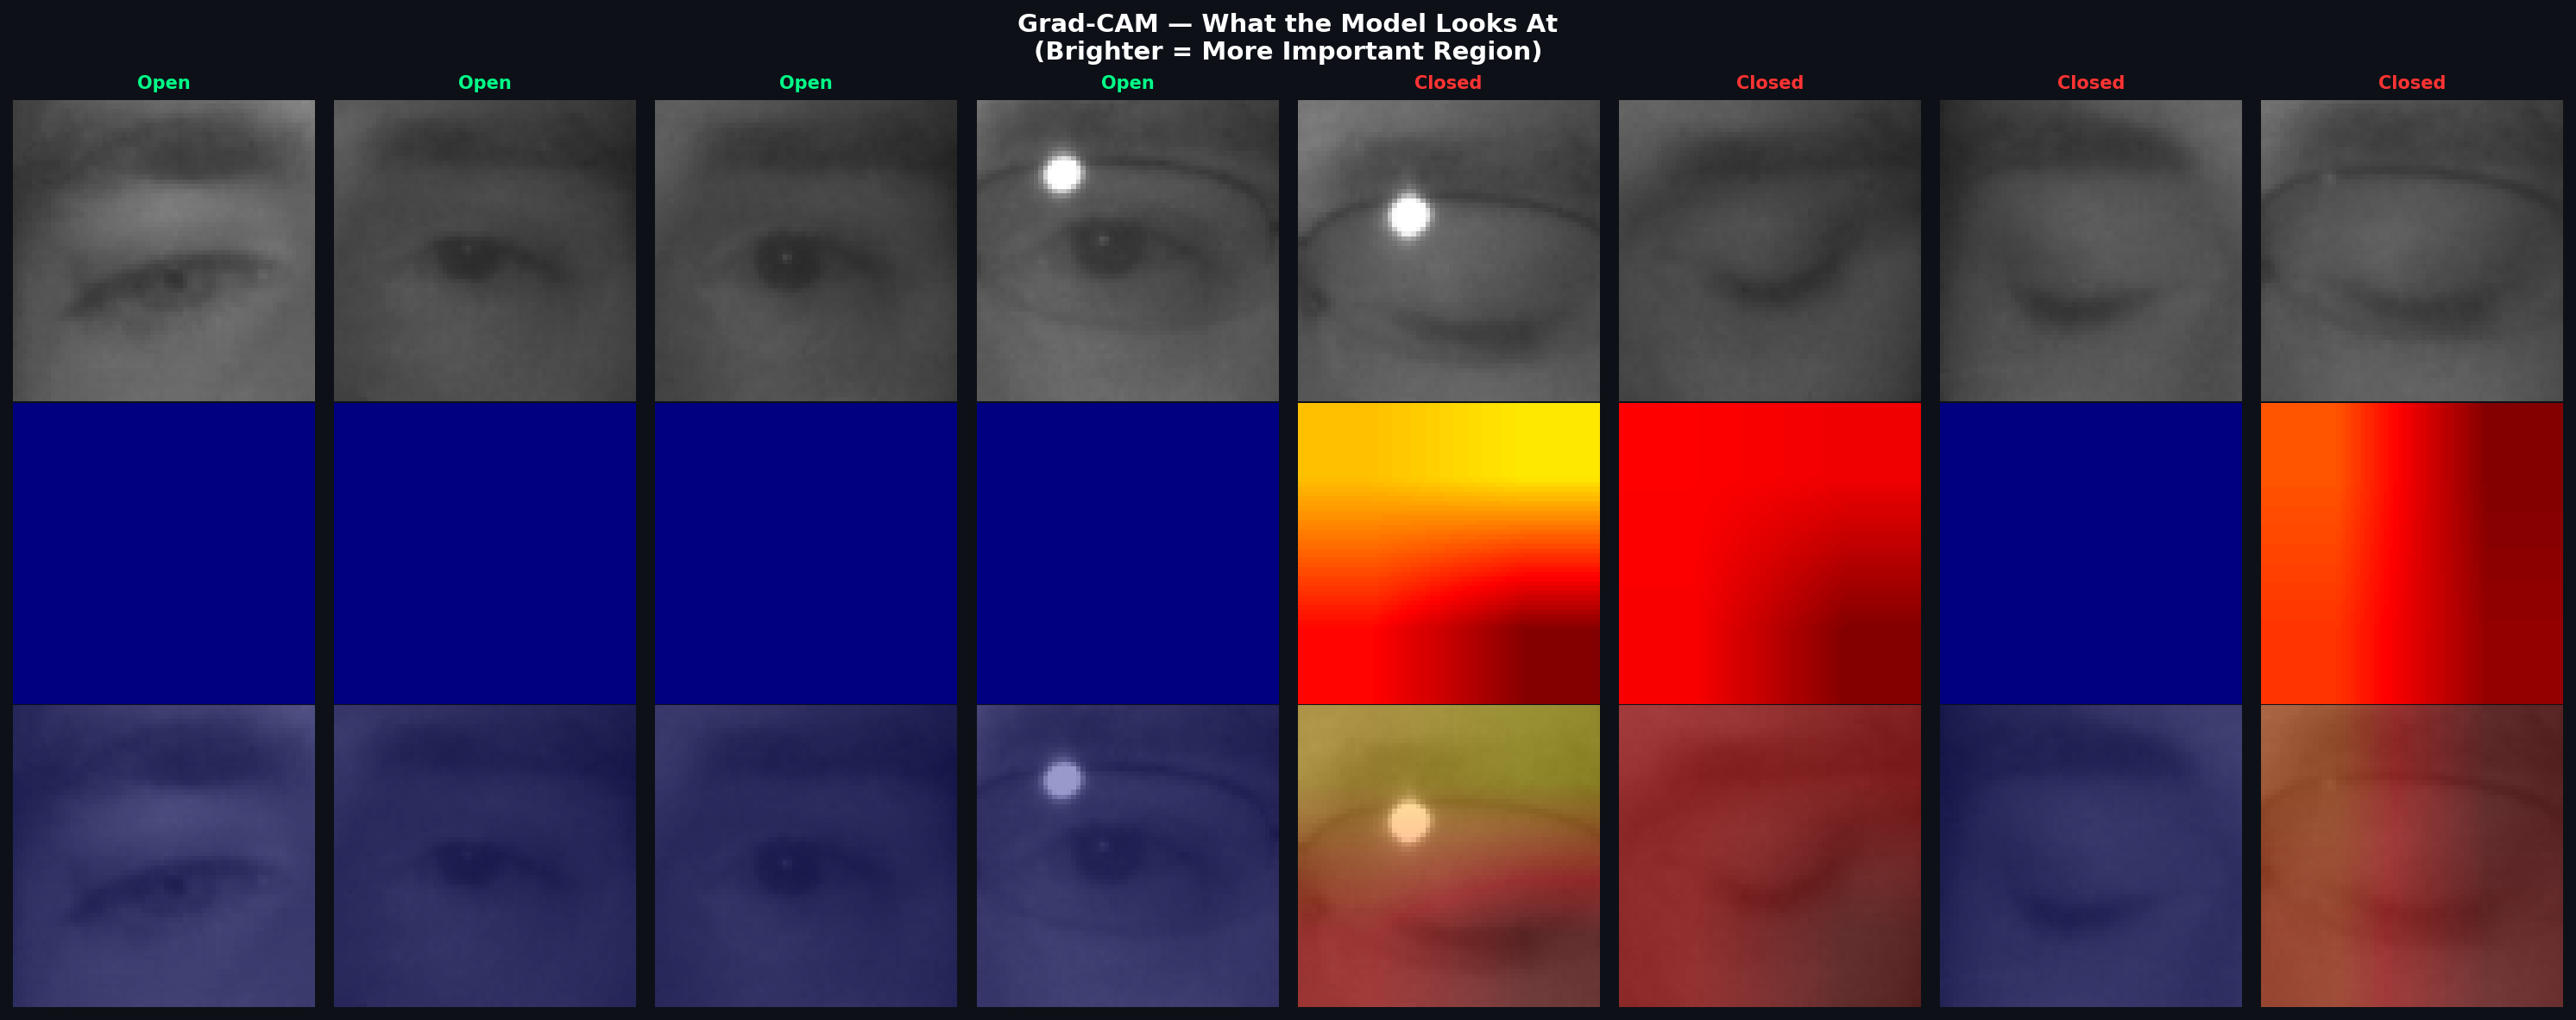 Grad-CAM — What the Model Looks At
(Brighter = More Important Region)
Open Open Open Open Closed Closed Closed Closed